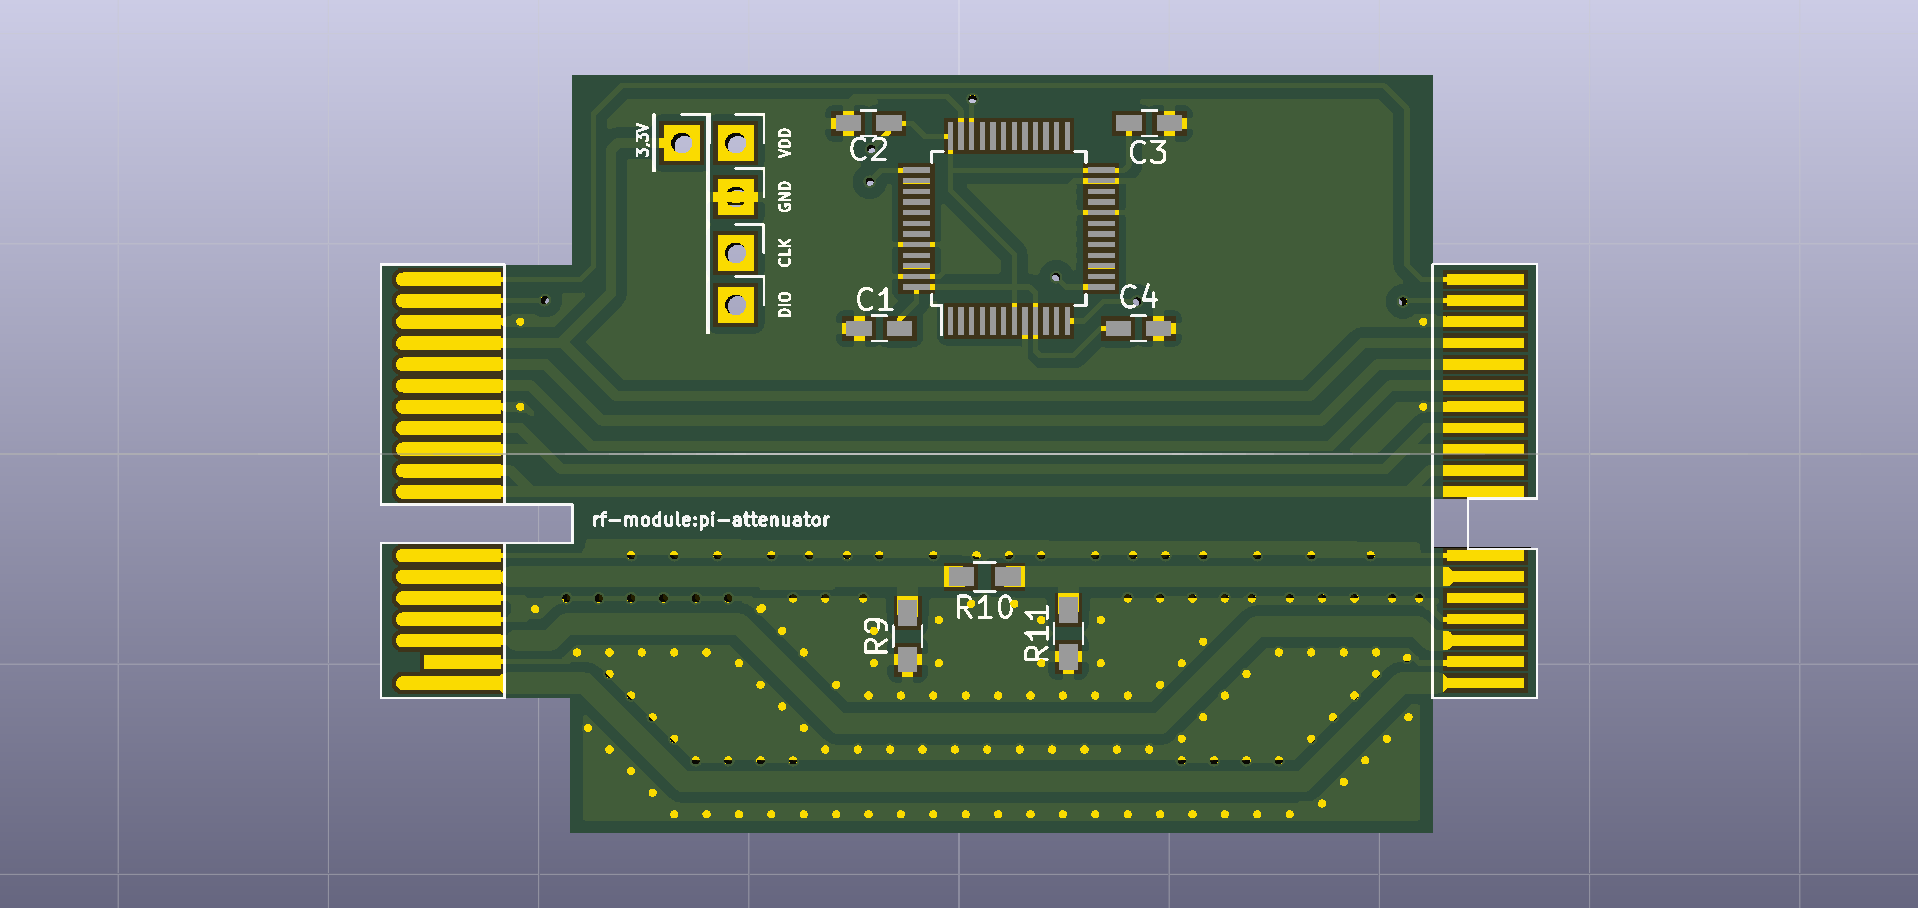 3,3V
VDD
GND
CLK
DIO
C2
C3
C1
C4
rf-module:pi-attenuator
R10
R9
R11